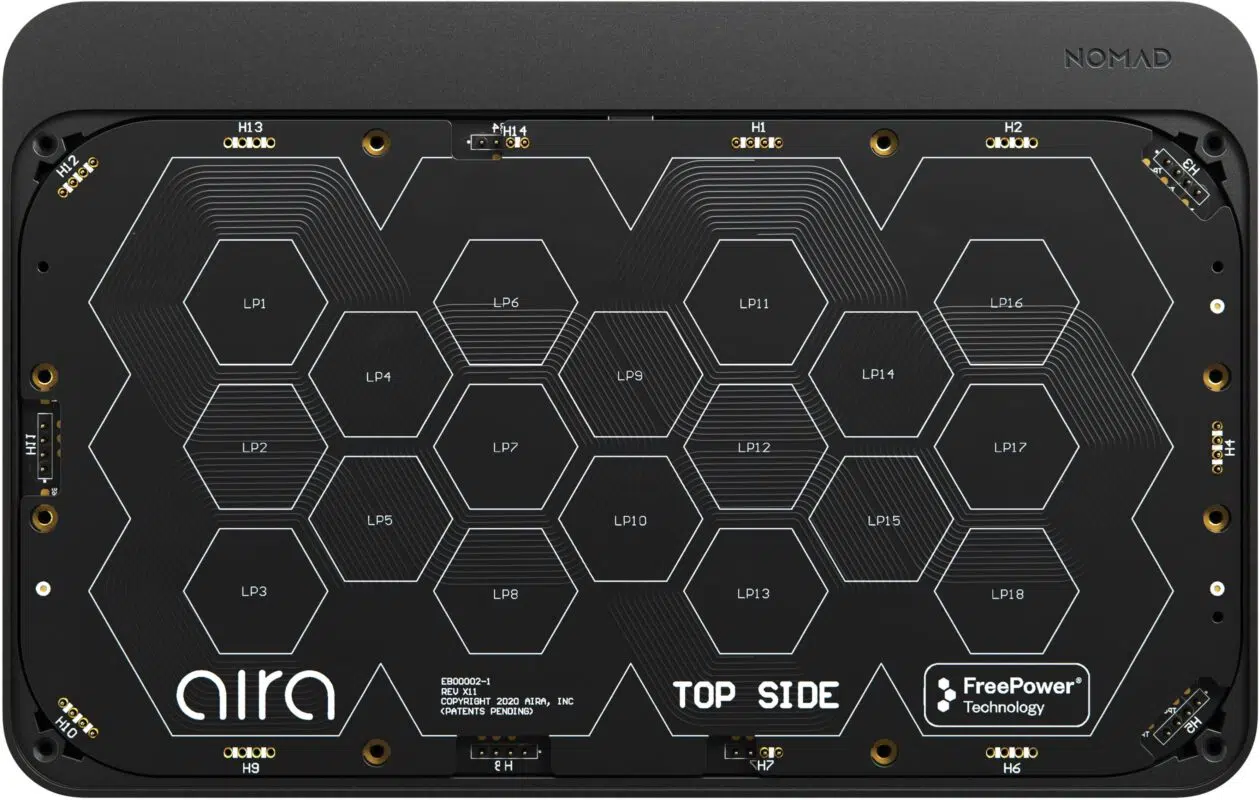 NOMAD
H13
H14
H1
H2
H12
H3
LP1
LP6
LP11
LP16
LP4
LP9
LP14
H11
LP2
LP7
LP12
LP17
H4
LP5
LP10
LP15
LP3
LP8
LP13
LP18
aira
EB00002-1
REV X11
COPYRIGHT 2020 AIRA, INC
(PATENTS PENDING)
TOP SIDE
FreePower®
Technology
H10
H5
H9
H8
H7
H6